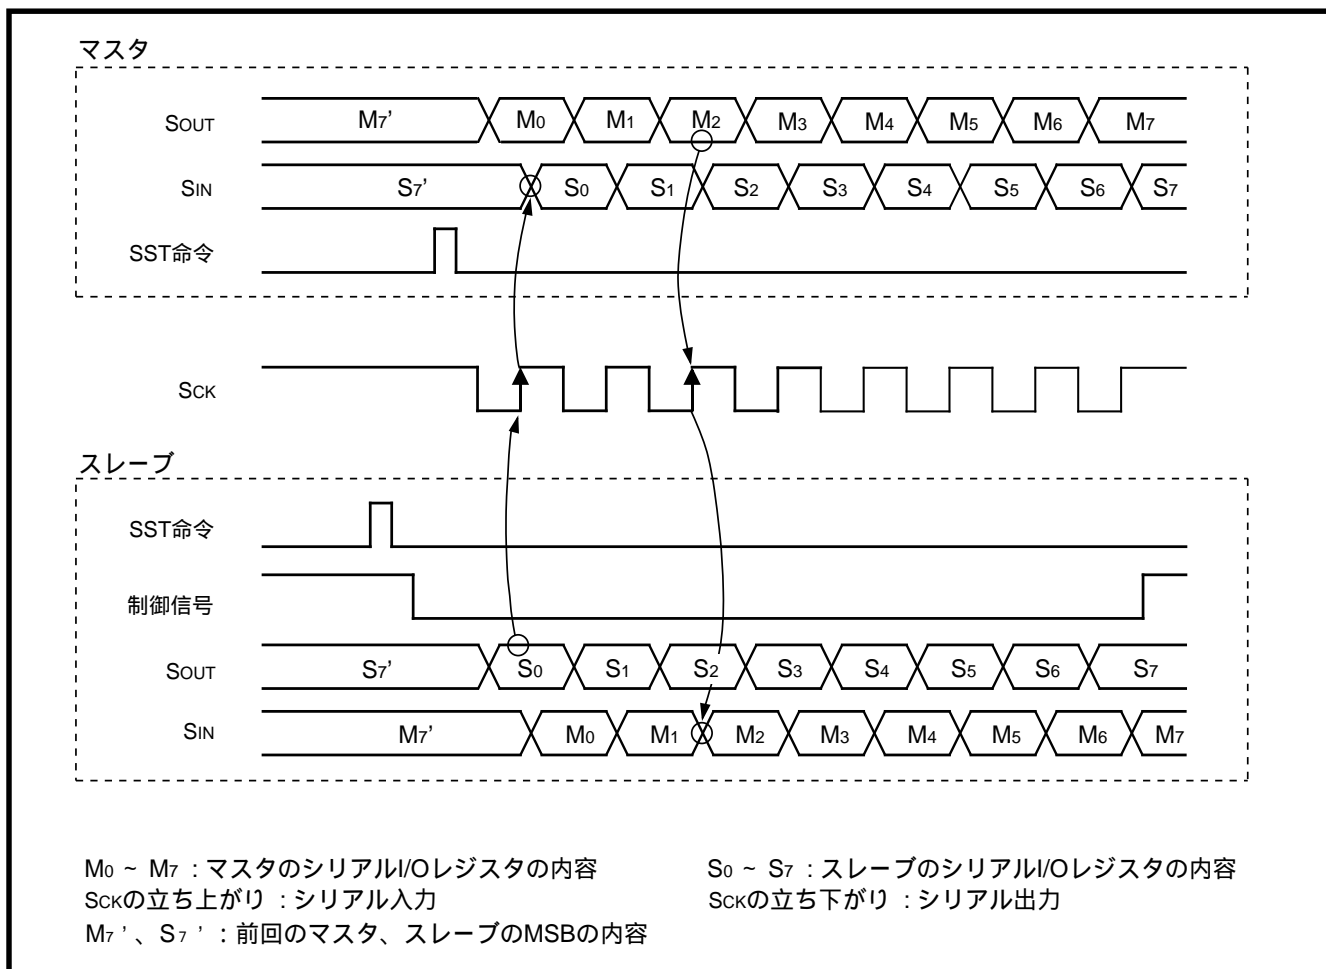 マスタ
SOUT M7' M0 M1 M2 M3 M4 M5 M6 M7
SIN S7' S0 S1 S2 S3 S4 S5 S6 S7
SST命令
SCK
スレーブ
SST命令
制御信号
SOUT S7' S0 S1 S2 S3 S4 S5 S6 S7
SIN M7' M0 M1 M2 M3 M4 M5 M6 M7
M0 ~ M7 : マスタのシリアルI/Oレジスタの内容 S0 ~ S7 : スレーブのシリアルI/Oレジスタの内容
SCKの立ち上がり : シリアル入力 SCKの立ち下がり : シリアル出力
M7 ' 、S7 ' : 前回のマスタ、スレーブのMSBの内容